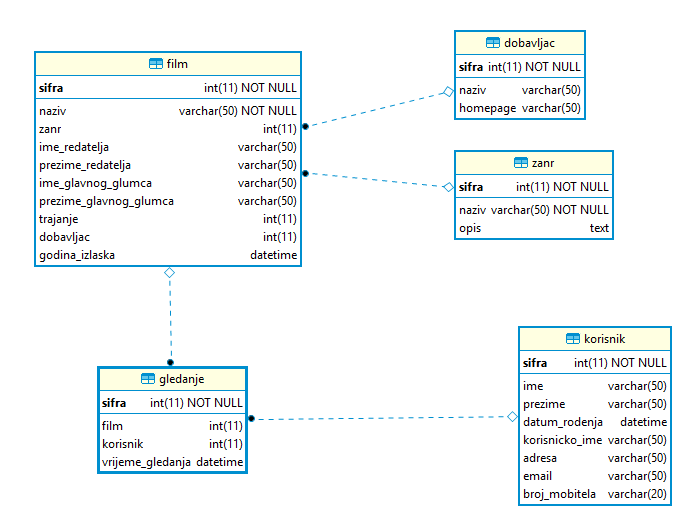 film
sifra int(11) NOT NULL
naziv varchar(50) NOT NULL
zanr int(11)
ime_redatelja varchar(50)
prezime_redatelja varchar(50)
ime_glavnog_glumca varchar(50)
prezime_glavnog_glumca varchar(50)
trajanje int(11)
dobavljac int(11)
godina_izlaska datetime
dobavljac
sifra int(11) NOT NULL
naziv varchar(50)
homepage varchar(50)
zanr
sifra int(11) NOT NULL
naziv varchar(50) NOT NULL
opis text
gledanje
sifra int(11) NOT NULL
film int(11)
korisnik int(11)
vrijeme_gledanja datetime
korisnik
sifra int(11) NOT NULL
ime varchar(50)
prezime varchar(50)
datum_rodenja datetime
korisnicko_ime varchar(50)
adresa varchar(50)
email varchar(50)
broj_mobitela varchar(20)